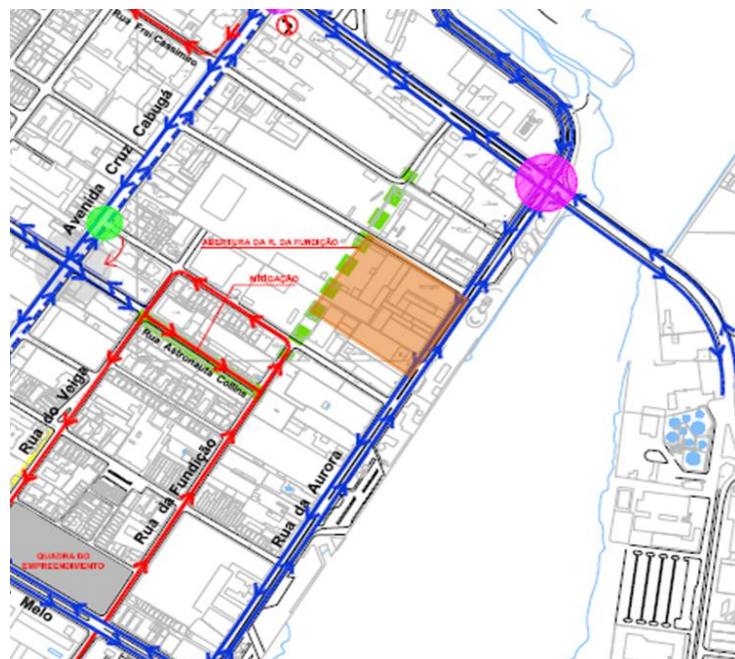 Rua Frei Cassimiro
Avenida Cruz Cabugá
ABERTURA DA R. DA FUNDIÇÃO
MITIGAÇÃO
Rua Astronauta Collins
Rua do Veiga
Rua da Fundição
Rua da Aurora
QUADRA DO
EMPREENDIMENTO
Melo